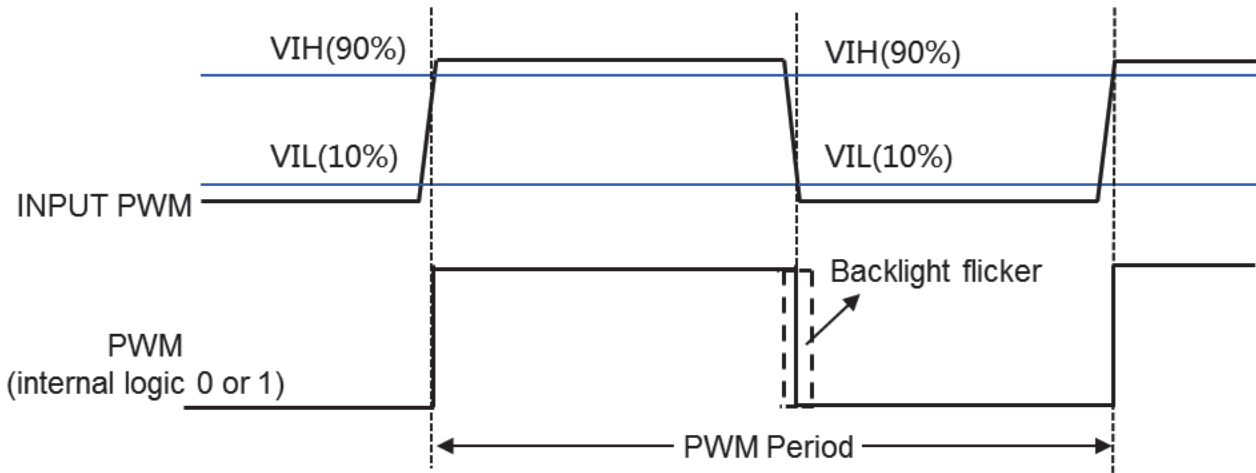 VIH(90%)
VIH(90%)
VIL(10%)
VIL(10%)
INPUT PWM
Backlight flicker
PWM
(internal logic 0 or 1)
PWM Period